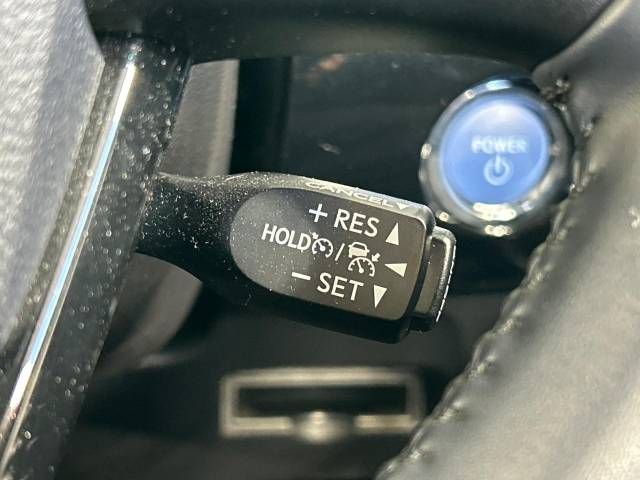 CANCEL
+ RES
HOLD /
− SET
POWER